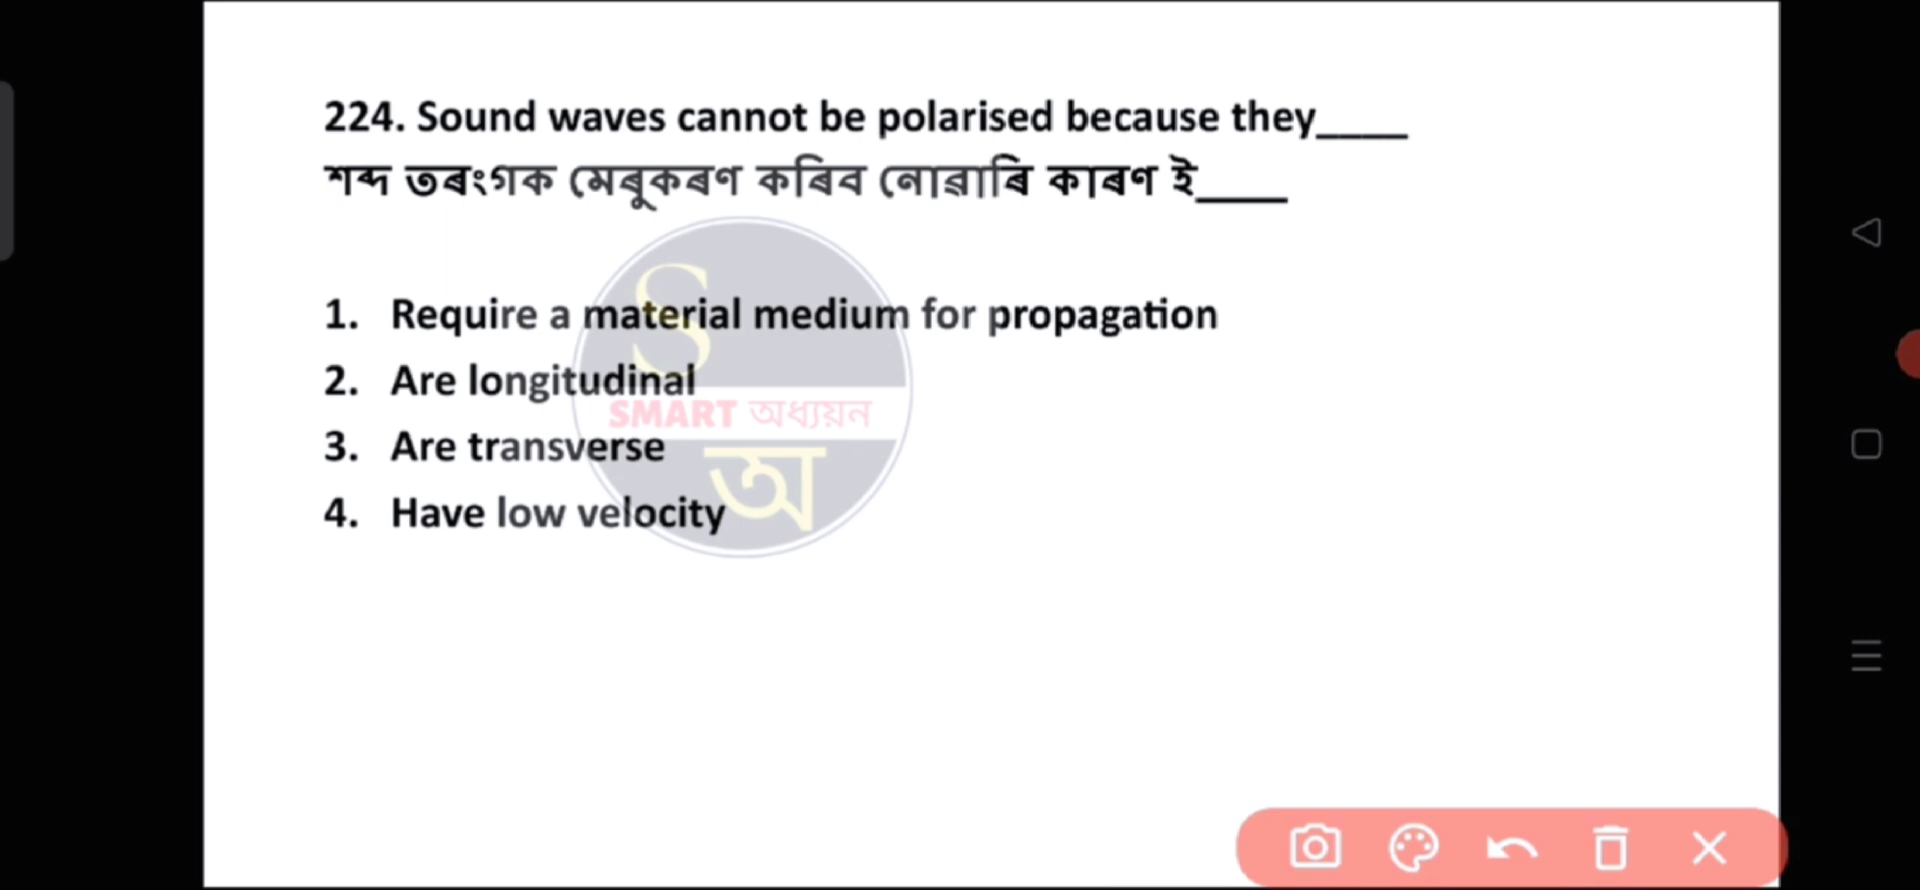 224. Sound waves cannot be polarised because they____
শব্দ তৰংগক মেৰুকৰণ কৰিব নোৱাৰি কাৰণ ই____
1. Require a material medium for propagation
2. Are longitudinal
SMART অধ্যয়ন
3. Are transverse
4. Have low velocity
S
অ